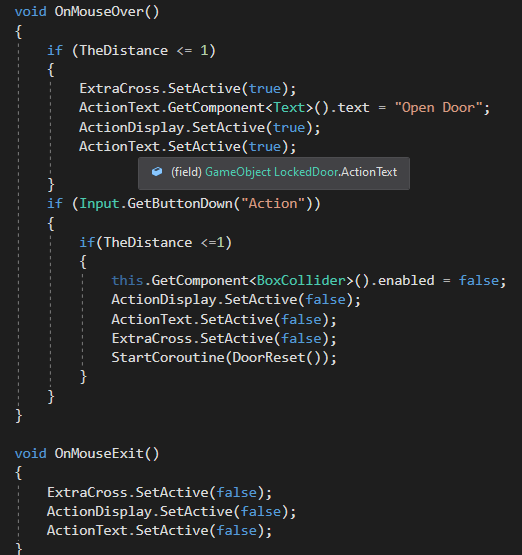 void OnMouseOver()
{
if (TheDistance <= 1)
{
ExtraCross.SetActive(true);
ActionText.GetComponent<Text>().text = "Open Door";
ActionDisplay.SetActive(true);
ActionText.SetActive(true);
(field) GameObject LockedDoor.ActionText
}
if (Input.GetButtonDown("Action"))
{
if(TheDistance <=1)
{
this.GetComponent<BoxCollider>().enabled = false;
ActionDisplay.SetActive(false);
ActionText.SetActive(false);
ExtraCross.SetActive(false);
StartCoroutine(DoorReset());
}
}
}
void OnMouseExit()
{
ExtraCross.SetActive(false);
ActionDisplay.SetActive(false);
ActionText.SetActive(false);
}